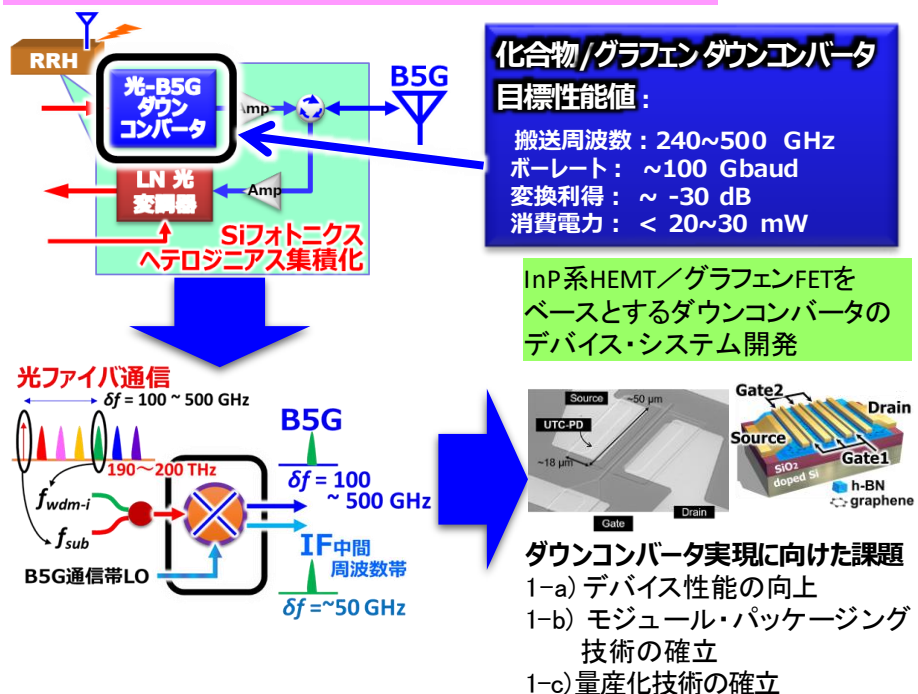 RRH
光-B5G
ダウン
コンバータ
Amp
B5G
LN 光
変調器
Amp
Siフォトニクス
ヘテロジニアス集積化
化合物/グラフェン ダウンコンバータ
目標性能値：
搬送周波数：240~500 GHz
ボーレート： ~100 Gbaud
変換利得： ~ -30 dB
消費電力： < 20~30 mW
InP系HEMT／グラフェンFETを
ベースとするダウンコンバータの
デバイス・システム開発
光ファイバ通信
δf = 100 ~ 500 GHz
190～200 THz
fwdm-i
fsub
B5G通信帯LO
B5G
δf = 100
~ 500 GHz
IF中間
周波数帯
δf =~50 GHz
Source
~50 μm
UTC-PD
~18 μm
Drain
Gate
Gate2
Drain
Source
Gate1
SiO2
doped Si
h-BN
graphene
ダウンコンバータ実現に向けた課題
1-a) デバイス性能の向上
1-b) モジュール・パッケージング
技術の確立
1-c)量産化技術の確立